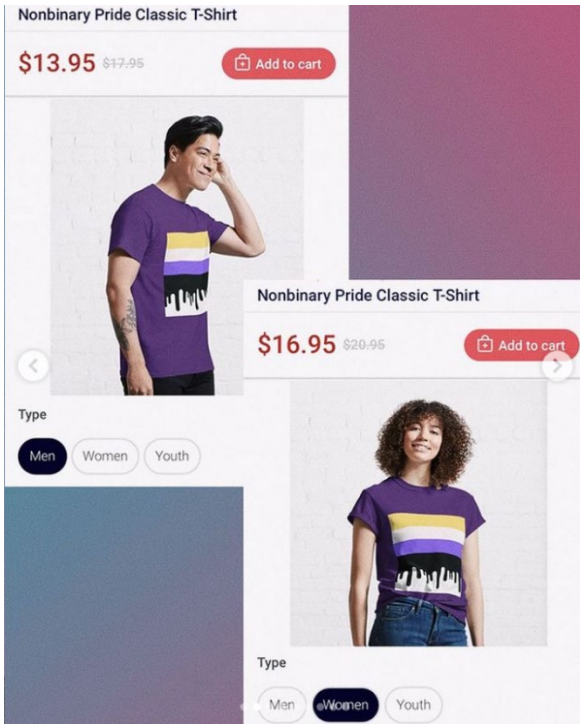 Nonbinary Pride Classic T-Shirt
$13.95 $17.95 Add to cart
Nonbinary Pride Classic T-Shirt
$16.95 $20.95 Add to cart
Type
Men Women Youth
Type
Men Women Youth